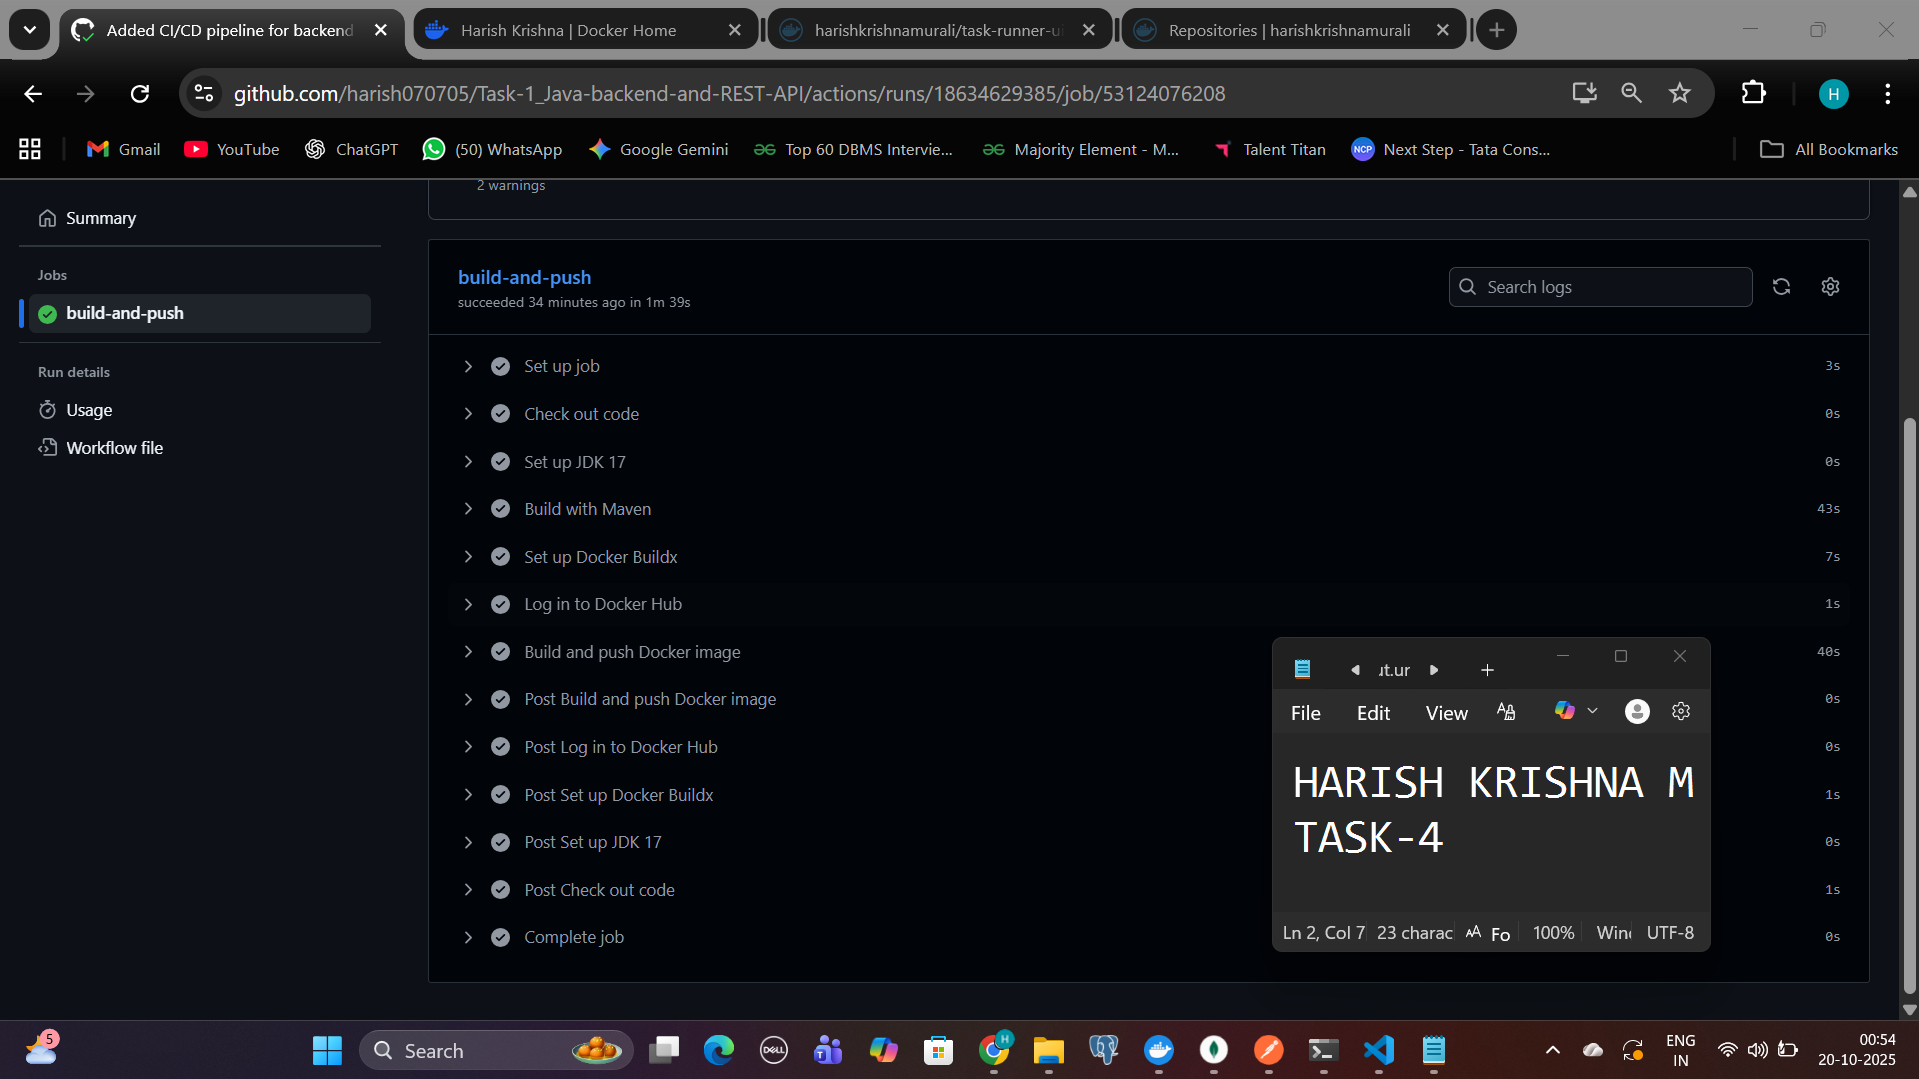 Added CI/CD pipeline for backend
Harish Krishna | Docker Home
harishkrishnamurali/task-runner-ui
Repositories | harishkrishnamurali
github.com/harish070705/Task-1_Java-backend-and-REST-API/actions/runs/18634629385/job/53124076208
H
Gmail
YouTube
ChatGPT
(50) WhatsApp
Google Gemini
Top 60 DBMS Intervie...
Majority Element - M...
Talent Titan
NCP
Next Step - Tata Cons...
All Bookmarks
2 warnings
Summary
Jobs
build-and-push
Run details
Usage
Workflow file
build-and-push
succeeded 34 minutes ago in 1m 39s
Search logs
Set up job 3s
Check out code 0s
Set up JDK 17 0s
Build with Maven 43s
Set up Docker Buildx 7s
Log in to Docker Hub 1s
Build and push Docker image 40s
Post Build and push Docker image 0s
Post Log in to Docker Hub 0s
Post Set up Docker Buildx 1s
Post Set up JDK 17 0s
Post Check out code 1s
Complete job 0s
File Edit View
HARISH KRISHNA M
TASK-4
Ln 2, Col 7 23 charac Fo 100% Win UTF-8
5
Search
DELL
H
ENG
IN
00:54
20-10-2025